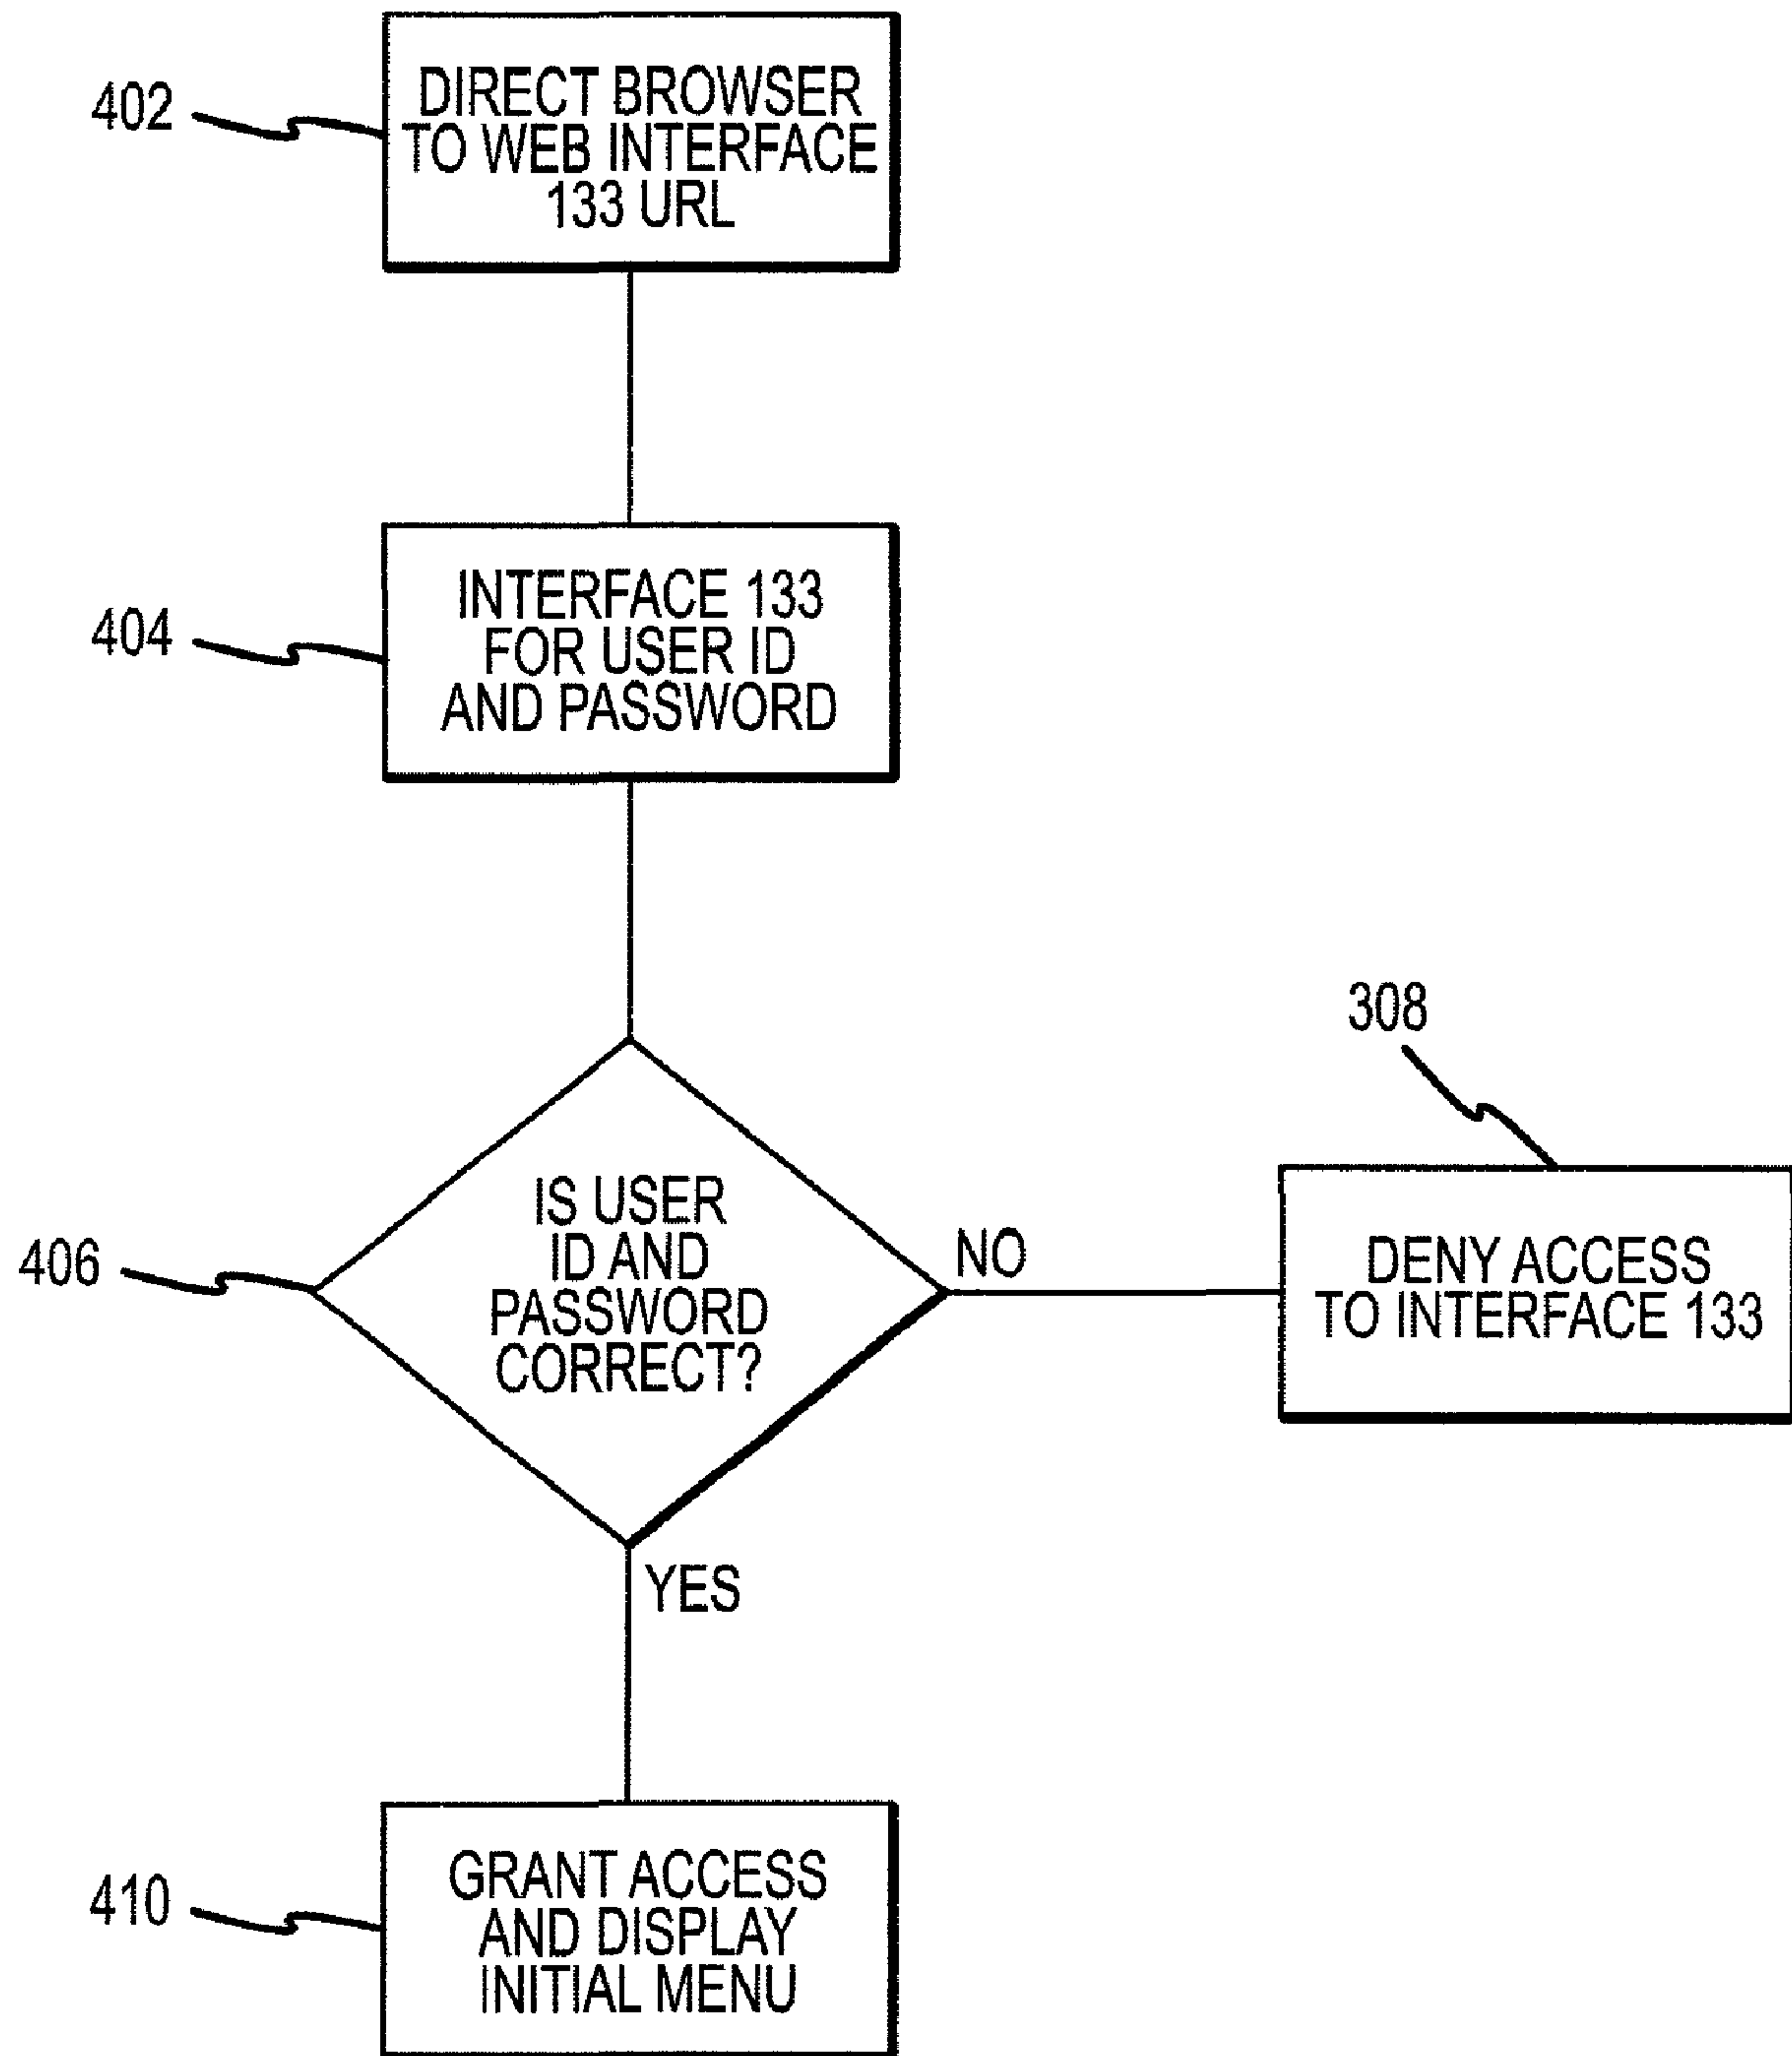 402
DIRECT BROWSER
TO WEB INTERFACE
133 URL
404
INTERFACE 133
FOR USER ID
AND PASSWORD
308
406
IS USER
ID AND
PASSWORD
CORRECT?
NO
DENY ACCESS
TO INTERFACE 133
YES
410
GRANT ACCESS
AND DISPLAY
INITIAL MENU